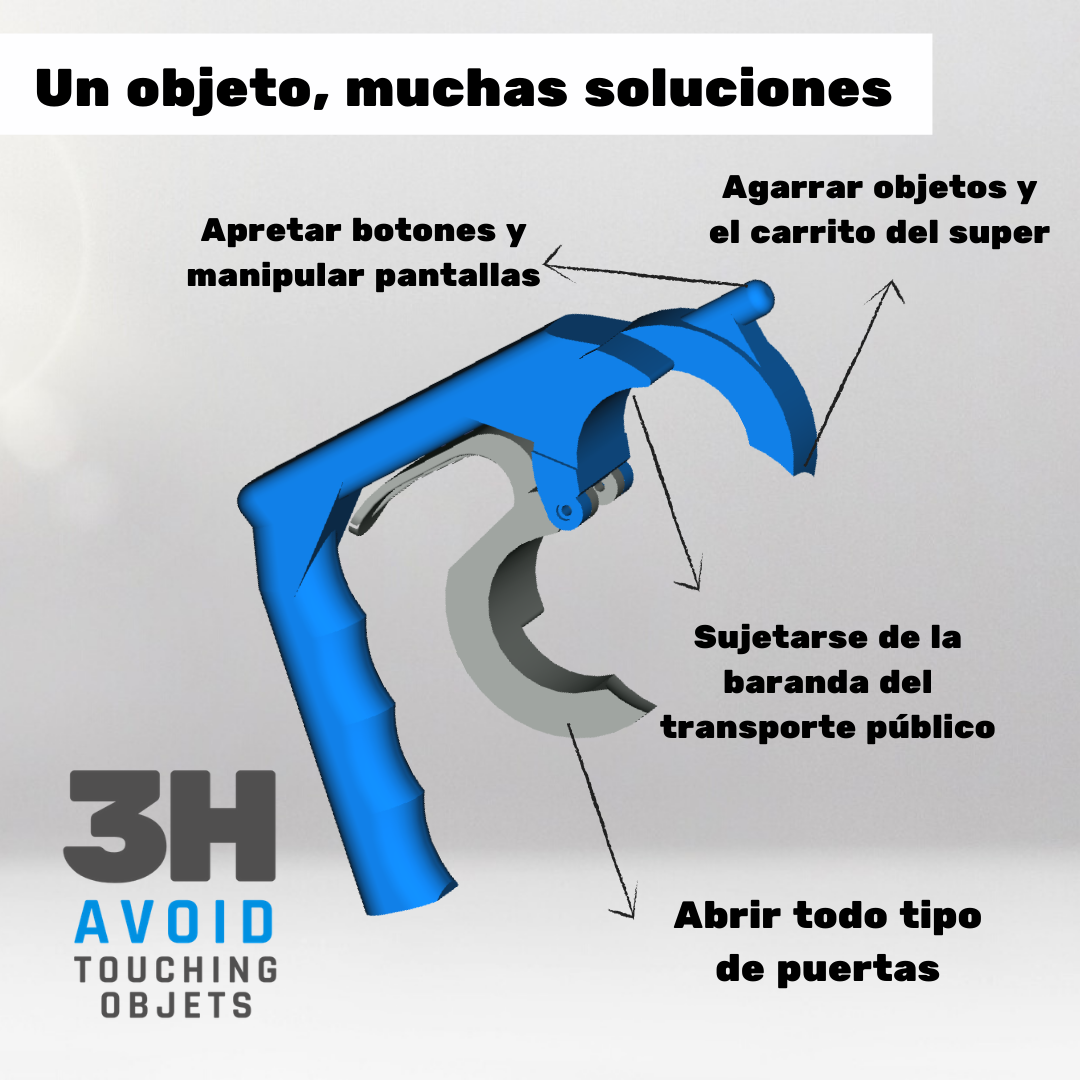 Un objeto, muchas soluciones
Agarrar objetos y
el carrito del super
Apretar botones y
manipular pantallas
Sujetarse de la
baranda del
transporte público
3H
AVOID
TOUCHING
OBJETS
Abrir todo tipo
de puertas